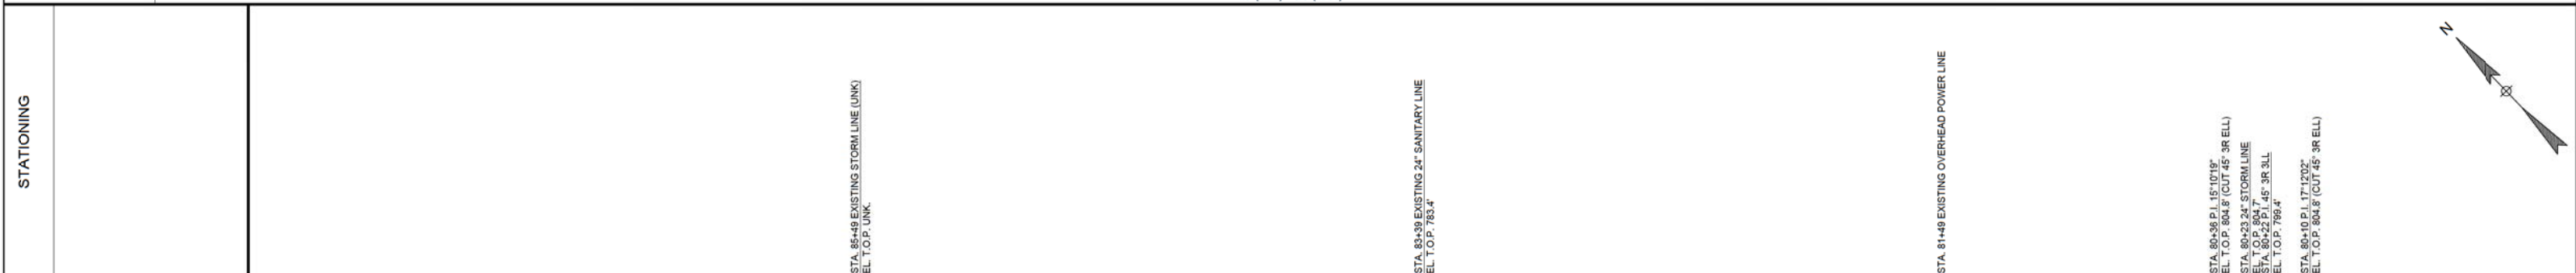 STATIONING
STA. 85+49 EXISTING STORM LINE (UNK)
EL. T.O.P. UNK.
STA. 83+39 EXISTING 24" SANITARY LINE
EL. T.O.P. 783.4'
STA. 81+49 EXISTING OVERHEAD POWER LINE
STA. 80+36 P.I. 15°10'19"
EL. T.O.P. 804.8' (CUT 45° 3R ELL)
STA. 80+23 24" STORM LINE
EL. T.O.P. 804.7'
STA. 80+22 P.I. 45° 3R 3LL
EL. T.O.P. 799.4'
STA. 80+10 P.I. 17°12'02"
EL. T.O.P. 804.8' (CUT 45° 3R ELL)
N